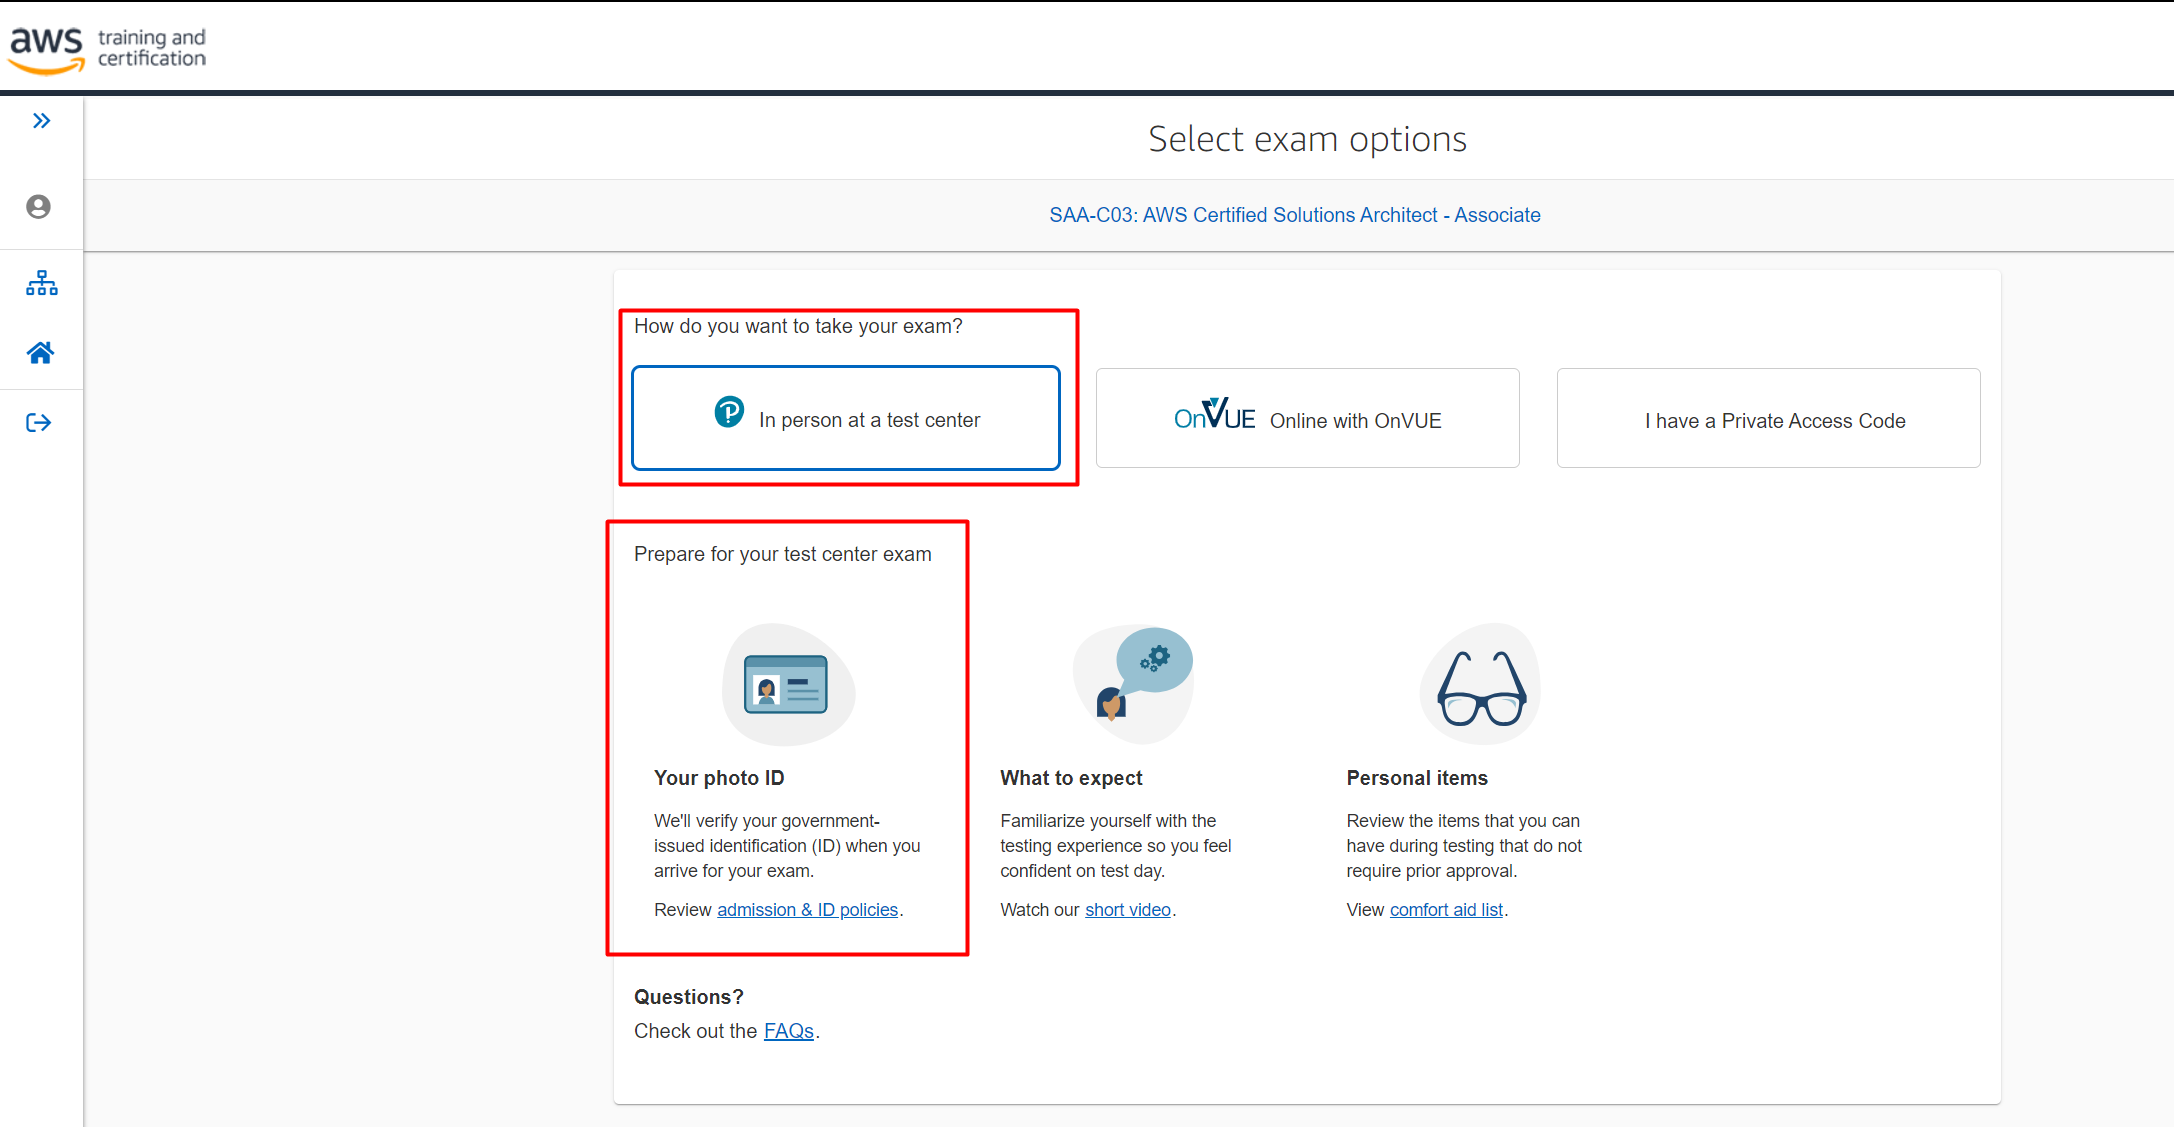 aws training and
certification
Select exam options
SAA-C03: AWS Certified Solutions Architect - Associate
How do you want to take your exam?
In person at a test center
OnVUE Online with OnVUE
I have a Private Access Code
Prepare for your test center exam
Your photo ID
We'll verify your government-
issued identification (ID) when you
arrive for your exam.
Review admission & ID policies.
What to expect
Familiarize yourself with the
testing experience so you feel
confident on test day.
Watch our short video.
Personal items
Review the items that you can
have during testing that do not
require prior approval.
View comfort aid list.
Questions?
Check out the FAQs.